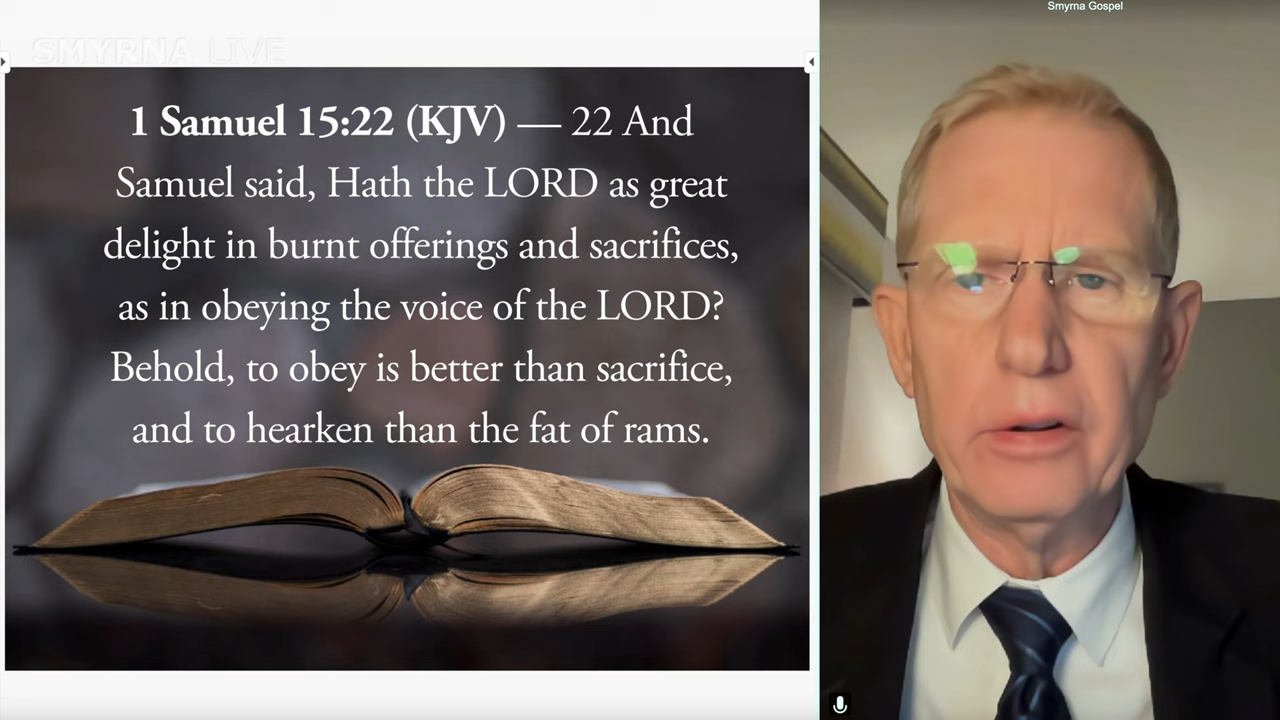 SMYRNA LIVE
1 Samuel 15:22 (KJV) — 22 And
Samuel said, Hath the LORD as great
delight in burnt offerings and sacrifices,
as in obeying the voice of the LORD?
Behold, to obey is better than sacrifice,
and to hearken than the fat of rams.
Smyrna Gospel